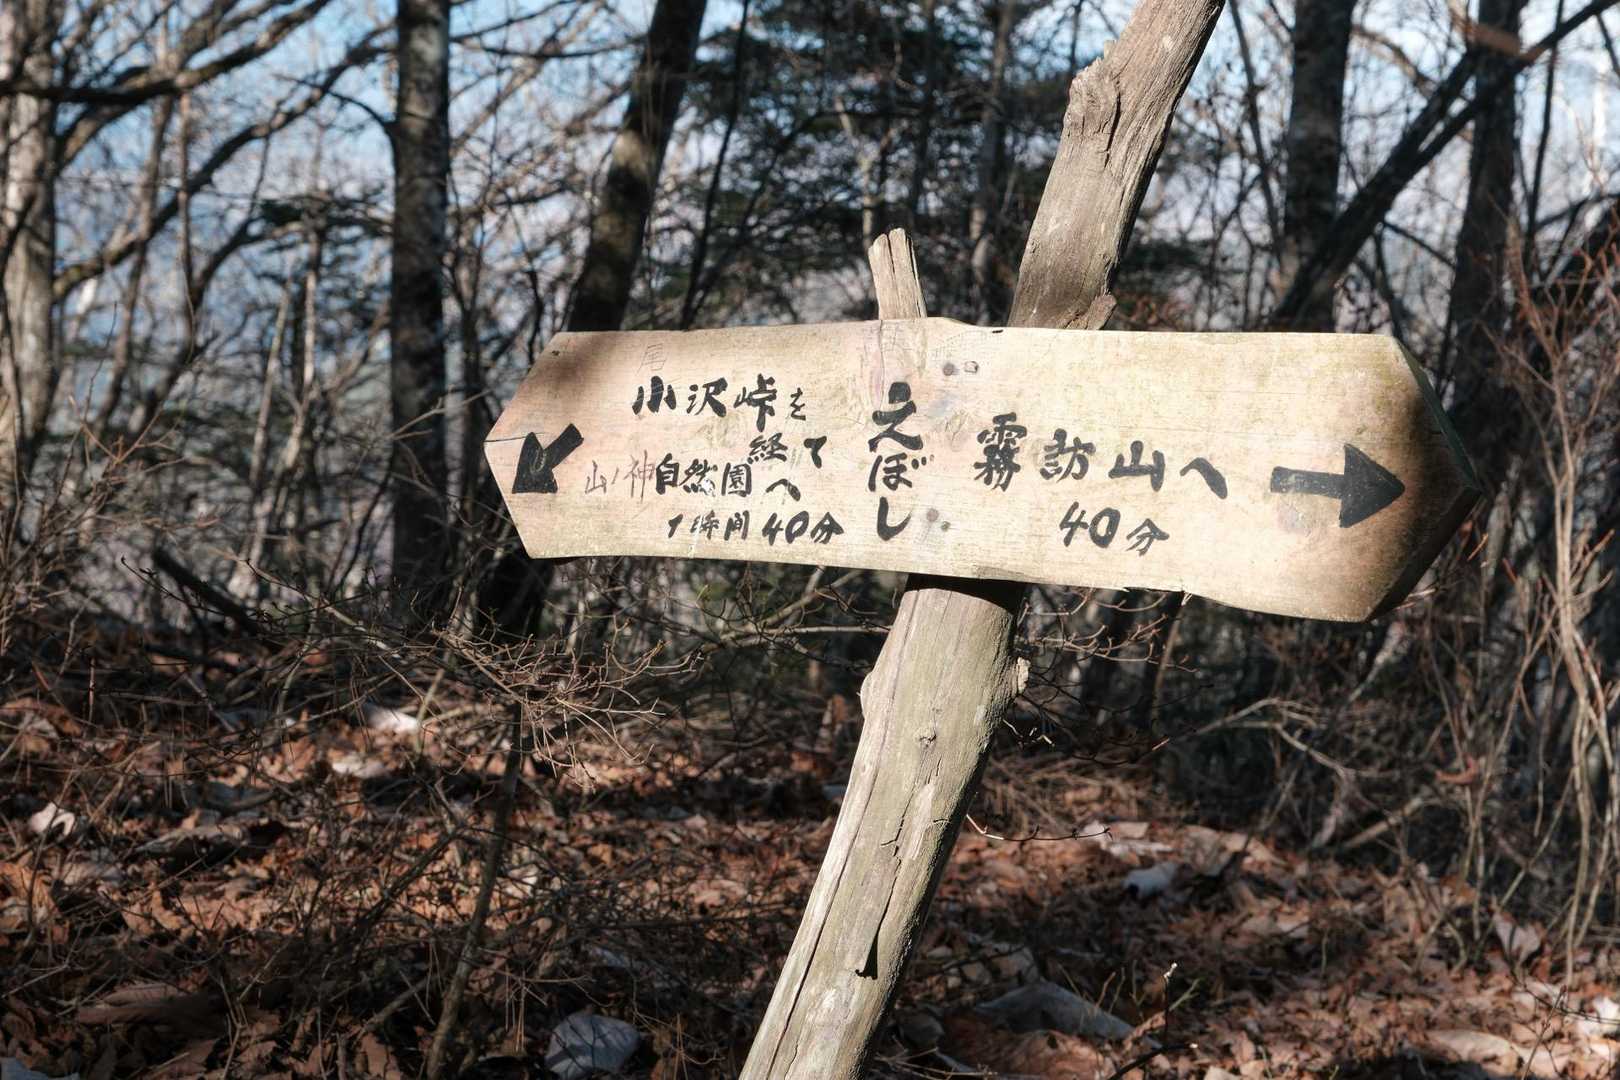 尾
小沢峠を
経て
山ノ神自然園へ
1時間40分
えぼし
霧訪山へ
40分